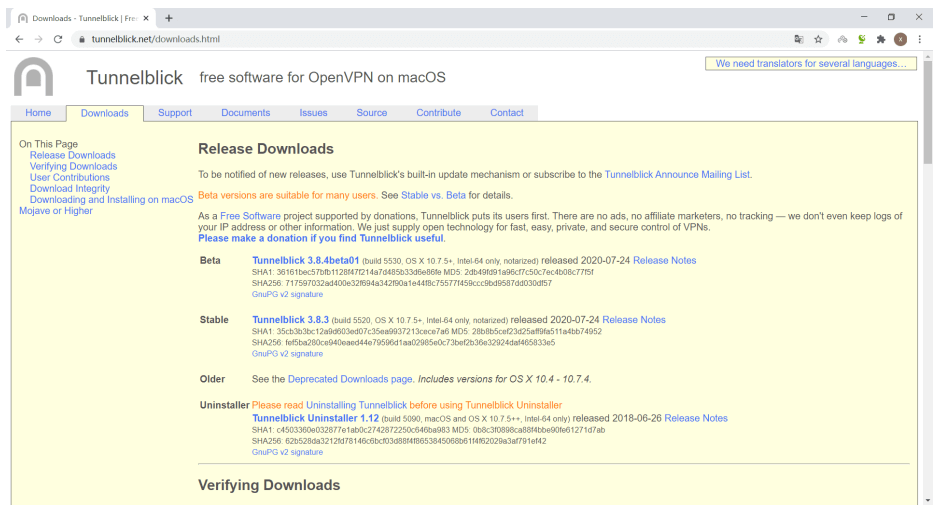 Downloads - Tunnelblick | Fre
tunnelblick.net/downloads.html
We need translators for several languages…
Tunnelblick free software for OpenVPN on macOS
Home Downloads Support Documents Issues Source Contribute Contact
On This Page
Release Downloads
Verifying Downloads
User Contributions
Download Integrity
Downloading and Installing on macOS
Mojave or Higher
Release Downloads
To be notified of new releases, use Tunnelblick's built-in update mechanism or subscribe to the Tunnelblick Announce Mailing List.
Beta versions are suitable for many users. See Stable vs. Beta for details.
As a Free Software project supported by donations, Tunnelblick puts its users first. There are no ads, no affiliate marketers, no tracking — we don't even keep logs of
your IP address or other information. We just supply open technology for fast, easy, private, and secure control of VPNs.
Please make a donation if you find Tunnelblick useful.
Beta Tunnelblick 3.8.4beta01 (build 5530, OS X 10.7.5+, Intel-64 only, notarized) released 2020-07-24 Release Notes
SHA1: MD5:
SHA256:
GnuPG v2 signature
Stable Tunnelblick 3.8.3 (build 5520, OS X 10.7.5+, Intel-64 only, notarized) released 2020-07-24 Release Notes
SHA1: MD5:
SHA256:
GnuPG v2 signature
Older See the Deprecated Downloads page. Includes versions for OS X 10.4 - 10.7.4.
Uninstaller Please read Uninstalling Tunnelblick before using Tunnelblick Uninstaller
Tunnelblick Uninstaller 1.12 (build 5090, macOS and OS X 10.7.5++, Intel-64 only) released 2018-06-26 Release Notes
SHA1: MD5:
SHA256:
GnuPG v2 signature
Verifying Downloads